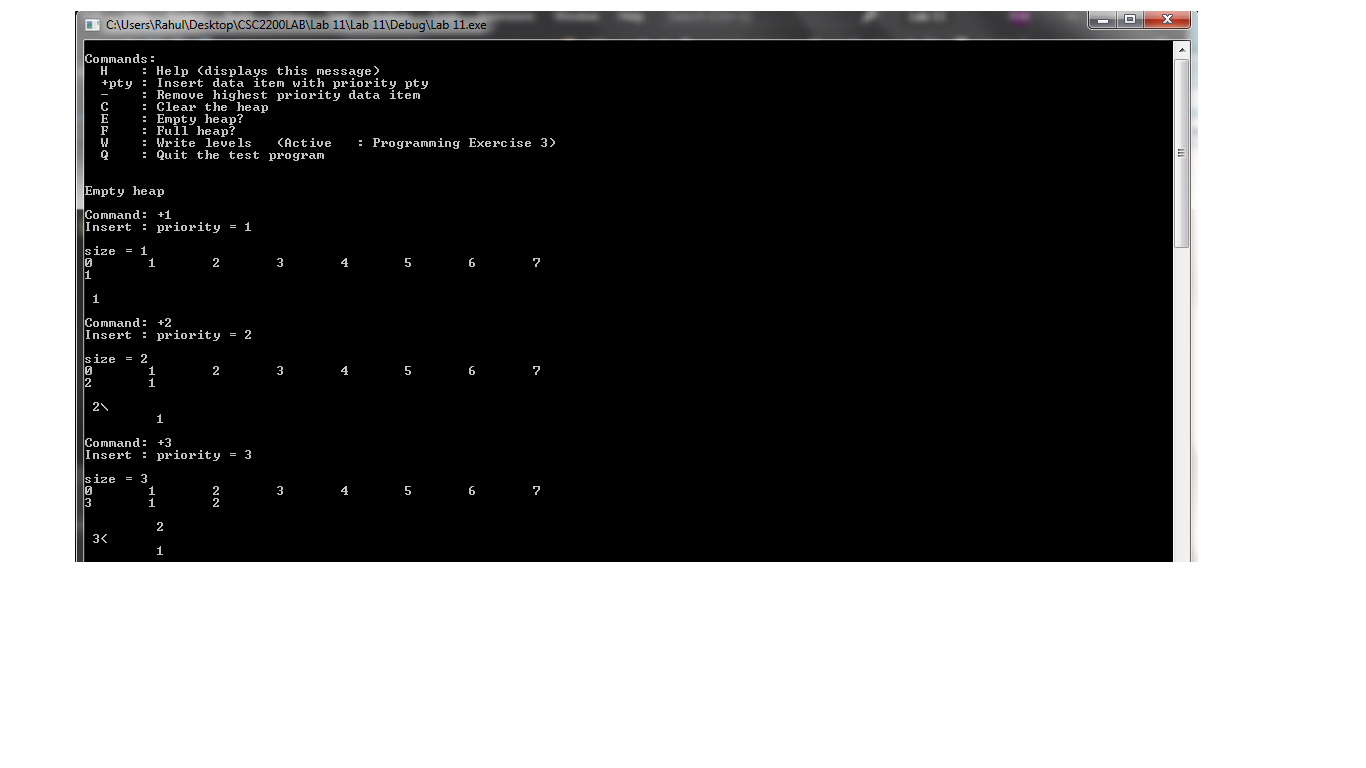 C:\Users\Rahul\Desktop\CSC2200LAB\Lab 11\Lab 11\Debug\Lab 11.exe
Commands:
H : Help (displays this message)
+pty : Insert data item with priority pty
- : Remove highest priority data item
C : Clear the heap
E : Empty heap?
F : Full heap?
W : Write levels (Active : Programming Exercise 3)
Q : Quit the test program
Empty heap
Command: +1
Insert : priority = 1
size = 1
0 1 2 3 4 5 6 7
1
1
Command: +2
Insert : priority = 2
size = 2
0 1 2 3 4 5 6 7
2 1
2\
1
Command: +3
Insert : priority = 3
size = 3
0 1 2 3 4 5 6 7
3 1 2
2
3<
1